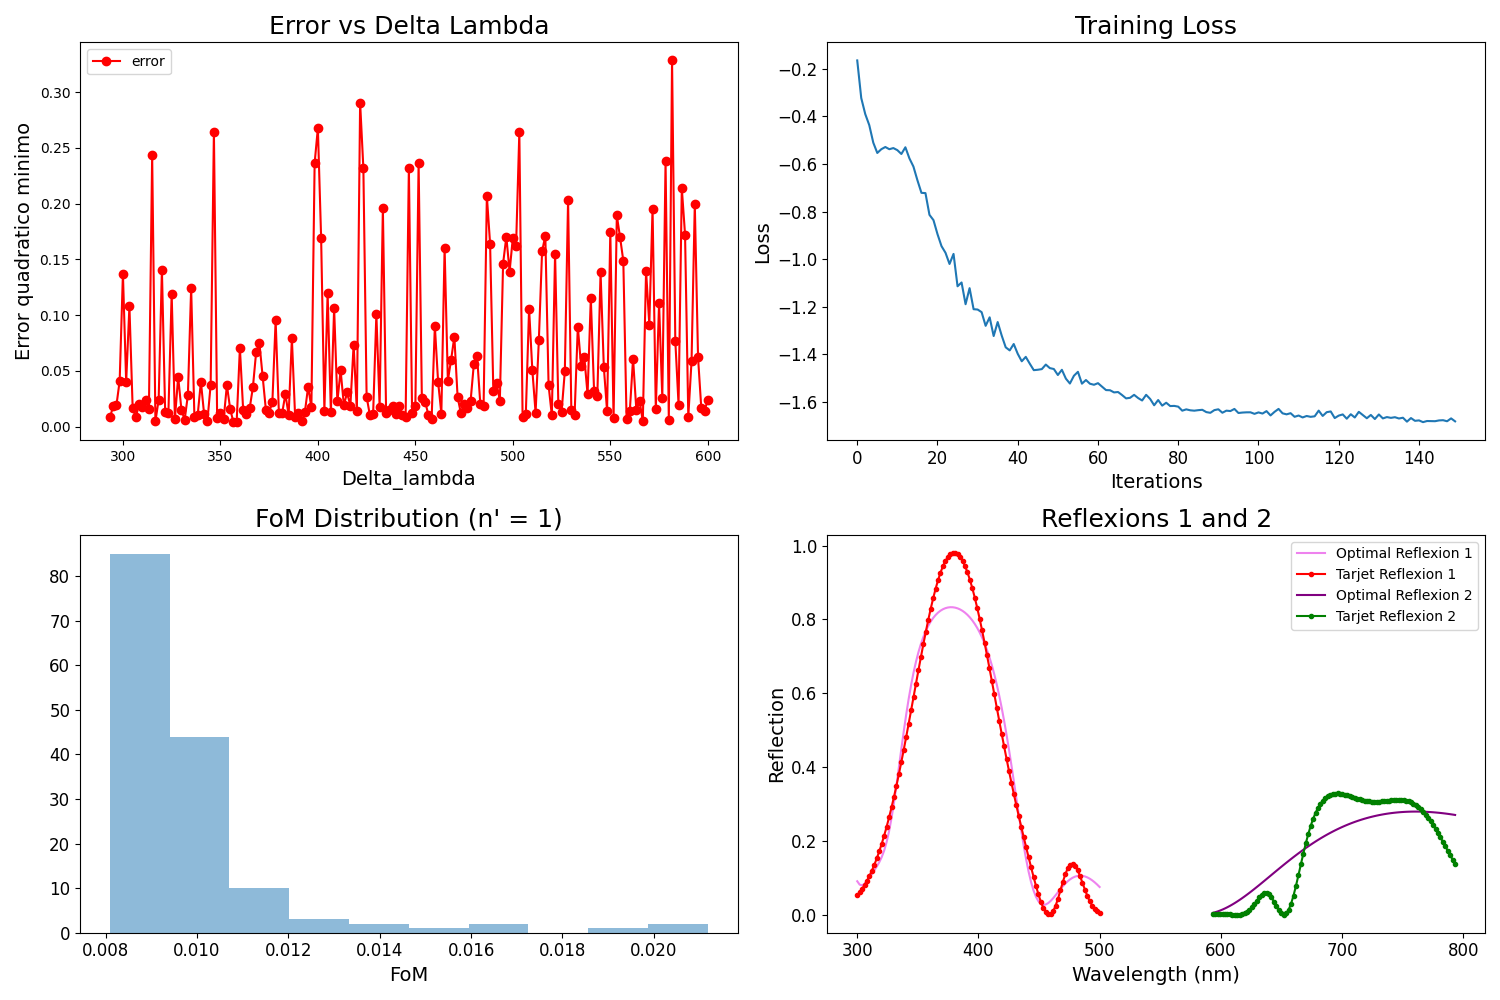 Error vs Delta Lambda
error
Error quadratico minimo
0.30
0.25
0.20
0.15
0.10
0.05
0.00
300 350 400 450 500 550 600
Delta_lambda
Training Loss
Loss
−0.2
−0.4
−0.6
−0.8
−1.0
−1.2
−1.4
−1.6
0 20 40 60 80 100 120 140
Iterations
FoM Distribution (n' = 1)
80
70
60
50
40
30
20
10
0
0.008 0.010 0.012 0.014 0.016 0.018 0.020
FoM
Reflexions 1 and 2
Optimal Reflexion 1
Tarjet Reflexion 1
Optimal Reflexion 2
Tarjet Reflexion 2
Reflection
1.0
0.8
0.6
0.4
0.2
0.0
300 400 500 600 700 800
Wavelength (nm)